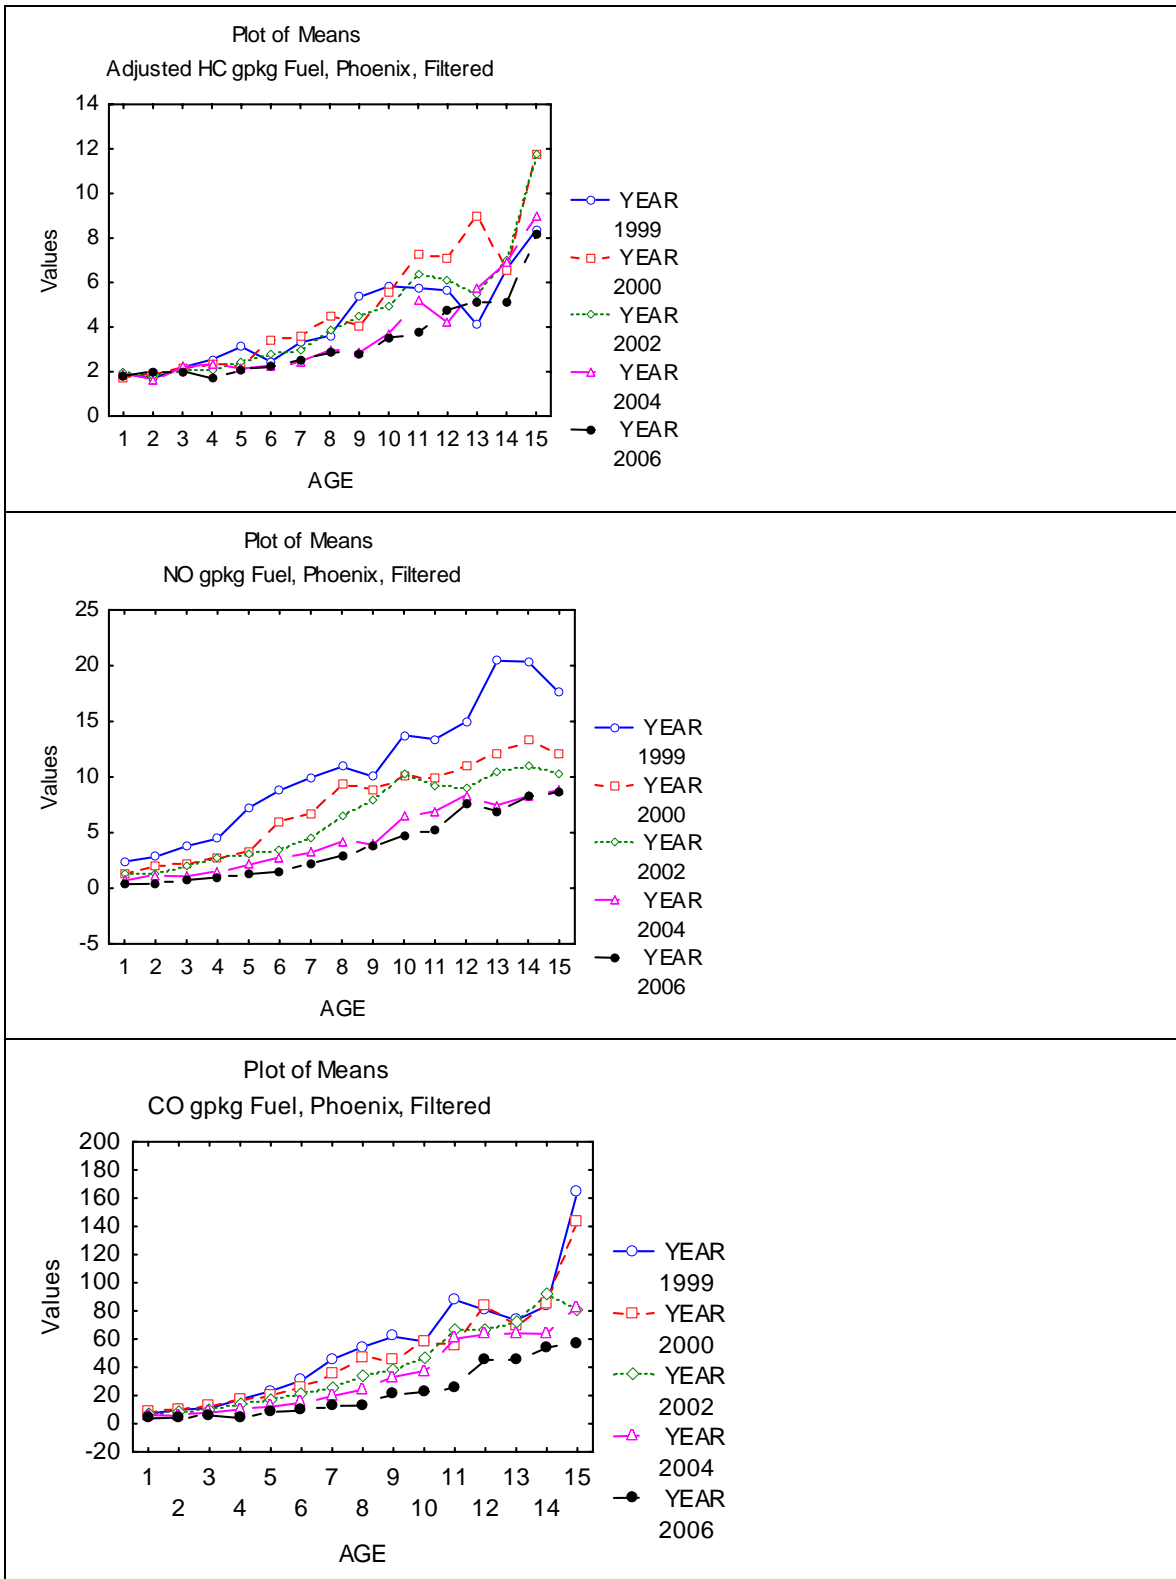 Plot of Means
Adjusted HC gpkg Fuel, Phoenix, Filtered
14
12
10
8
6
4
2
0
Values
1 2 3 4 5 6 7 8 9 10 11 12 13 14 15
AGE
YEAR
1999
YEAR
2000
YEAR
2002
YEAR
2004
YEAR
2006
Plot of Means
NO gpkg Fuel, Phoenix, Filtered
25
20
15
10
5
0
-5
Values
1 2 3 4 5 6 7 8 9 10 11 12 13 14 15
AGE
YEAR
1999
YEAR
2000
YEAR
2002
YEAR
2004
YEAR
2006
Plot of Means
CO gpkg Fuel, Phoenix, Filtered
200
180
160
140
120
100
80
60
40
20
0
-20
Values
1 3 5 7 9 11 13 15
2 4 6 8 10 12 14
AGE
YEAR
1999
YEAR
2000
YEAR
2002
YEAR
2004
YEAR
2006